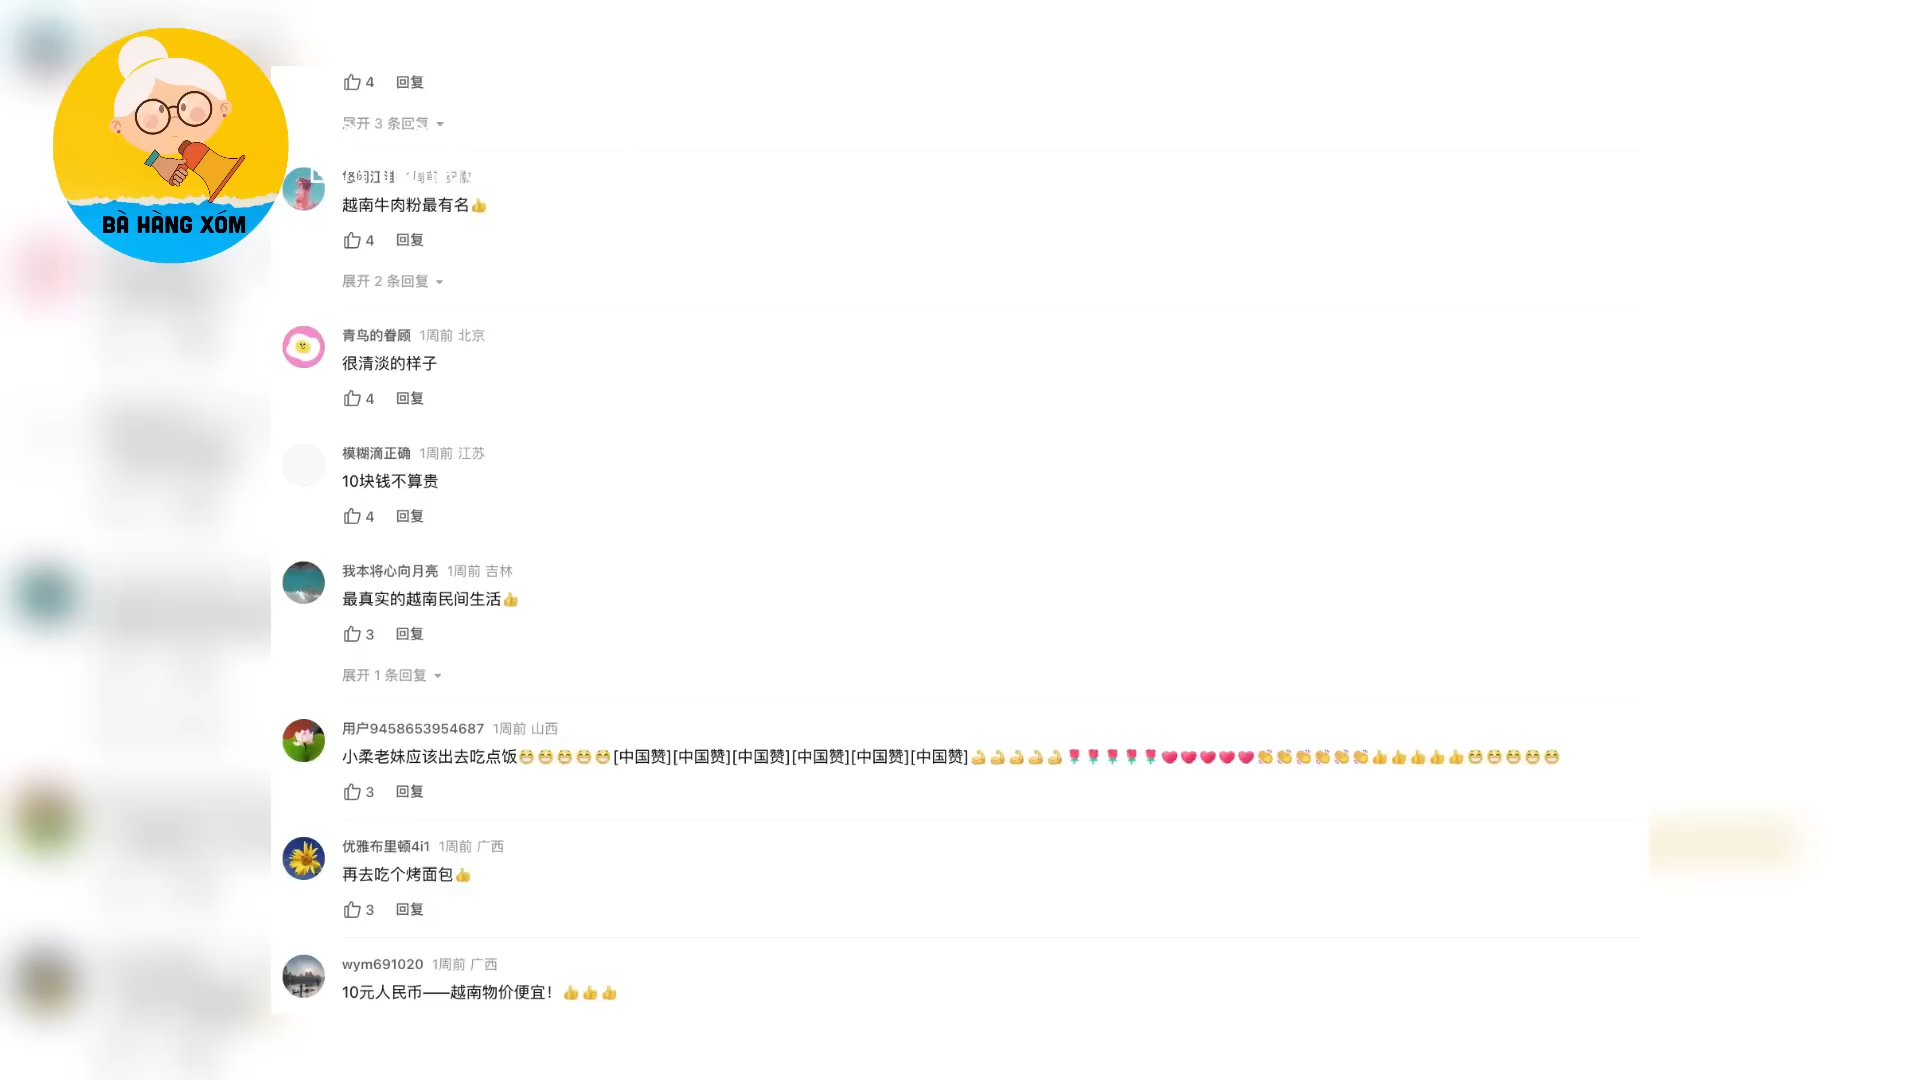 BÀ HÀNG XÓM
4 回复
展开 3 条回复
越南牛肉粉最有名👍
4 回复
展开 2 条回复
青鸟的眷顾 1周前 北京
很清淡的样子
4 回复
模糊滴正确 1周前 江苏
10块钱不算贵
4 回复
我本将心向月亮 1周前 吉林
最真实的越南民间生活👍
3 回复
展开 1 条回复
用户9458653954687 1周前 山西
小柔老妹应该出去吃点饭😁😁😁😁😁[中国赞][中国赞][中国赞][中国赞][中国赞][中国赞]💪💪💪💪💪🌹🌹🌹🌹🌹❤️❤️❤️❤️❤️👏👏👏👏👏👏👍👍👍👍👍😁😁😁😁😁
3 回复
优雅布里顿4i1 1周前 广西
再去吃个烤面包👍
3 回复
wym691020 1周前 广西
10元人民币——越南物价便宜！👍👍👍